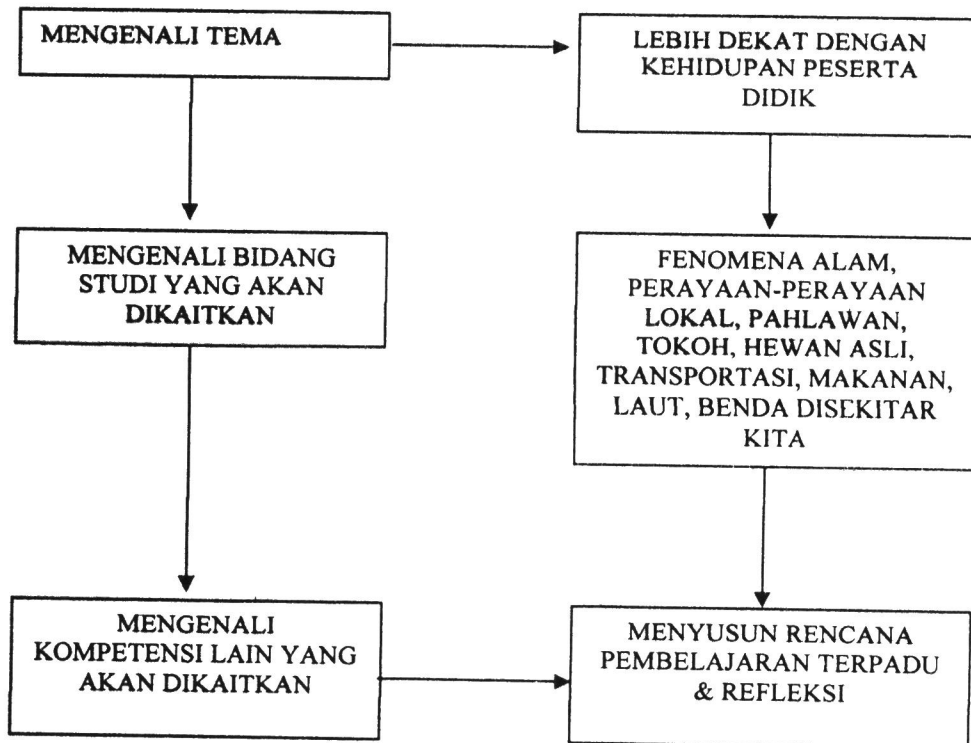 MENGENALI TEMA
LEBIH DEKAT DENGAN
KEHIDUPAN PESERTA
DIDIK
MENGENALI BIDANG
STUDI YANG AKAN
DIKAITKAN
FENOMENA ALAM,
PERAYAAN-PERAYAAN
LOKAL, PAHLAWAN,
TOKOH, HEWAN ASLI,
TRANSPORTASI, MAKANAN,
LAUT, BENDA DISEKITAR
KITA
MENGENALI
KOMPETENSI LAIN YANG
AKAN DIKAITKAN
MENYUSUN RENCANA
PEMBELAJARAN TERPADU
& REFLEKSI